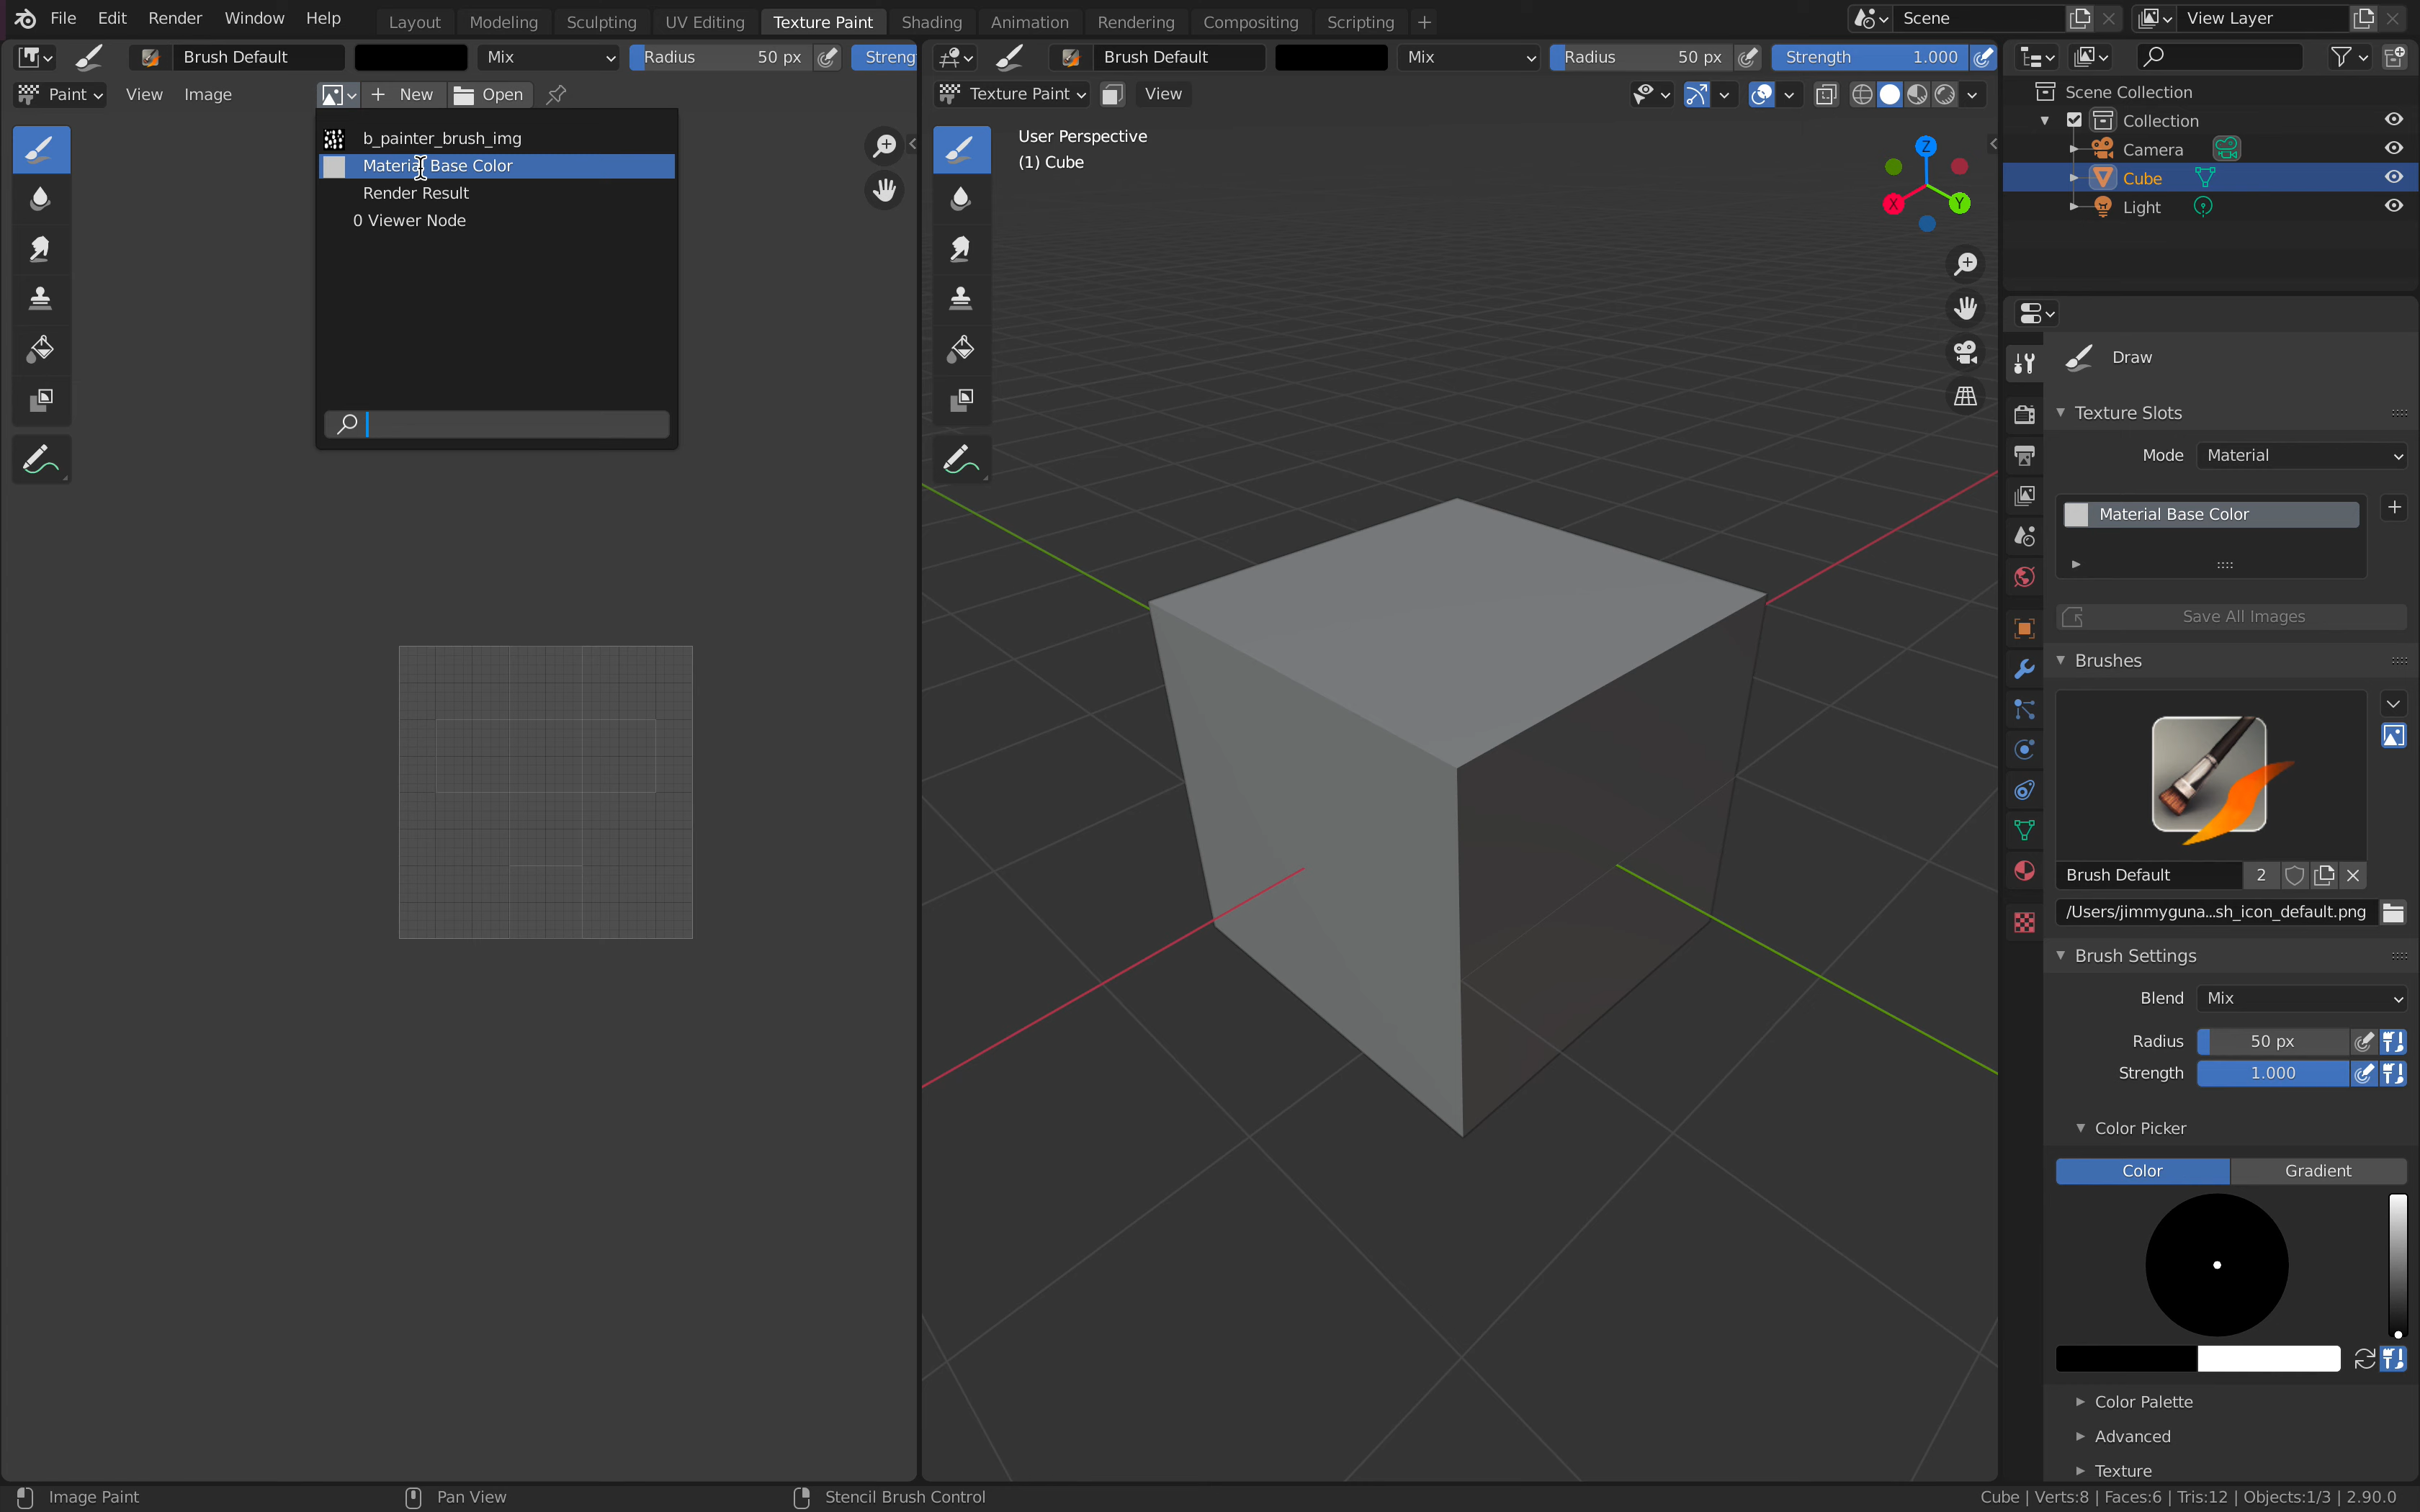 File Edit Render Window Help Layout Modeling Sculpting UV Editing Texture Paint Shading Animation Rendering Compositing Scripting + Scene View Layer
Brush Default Mix Radius 50 px Streng Brush Default Mix Radius 50 px Strength 1.000
Paint View Image + New Open Texture Paint View
b_painter_brush_img
Material Base Color
Render Result
0 Viewer Node
User Perspective
(1) Cube
Z
X
Y
Scene Collection
Collection
Camera
Cube
Light
Draw
Texture Slots
Mode Material
Material Base Color
Save All Images
Brushes
Brush Default 2
/Users/jimmyguna...sh_icon_default.png
Brush Settings
Blend Mix
Radius 50 px
Strength 1.000
Color Picker
Color Gradient
Color Palette
Advanced
Texture
Image Paint Pan View Stencil Brush Control Cube | Verts:8 | Faces:6 | Tris:12 | Objects:1/3 | 2.90.0